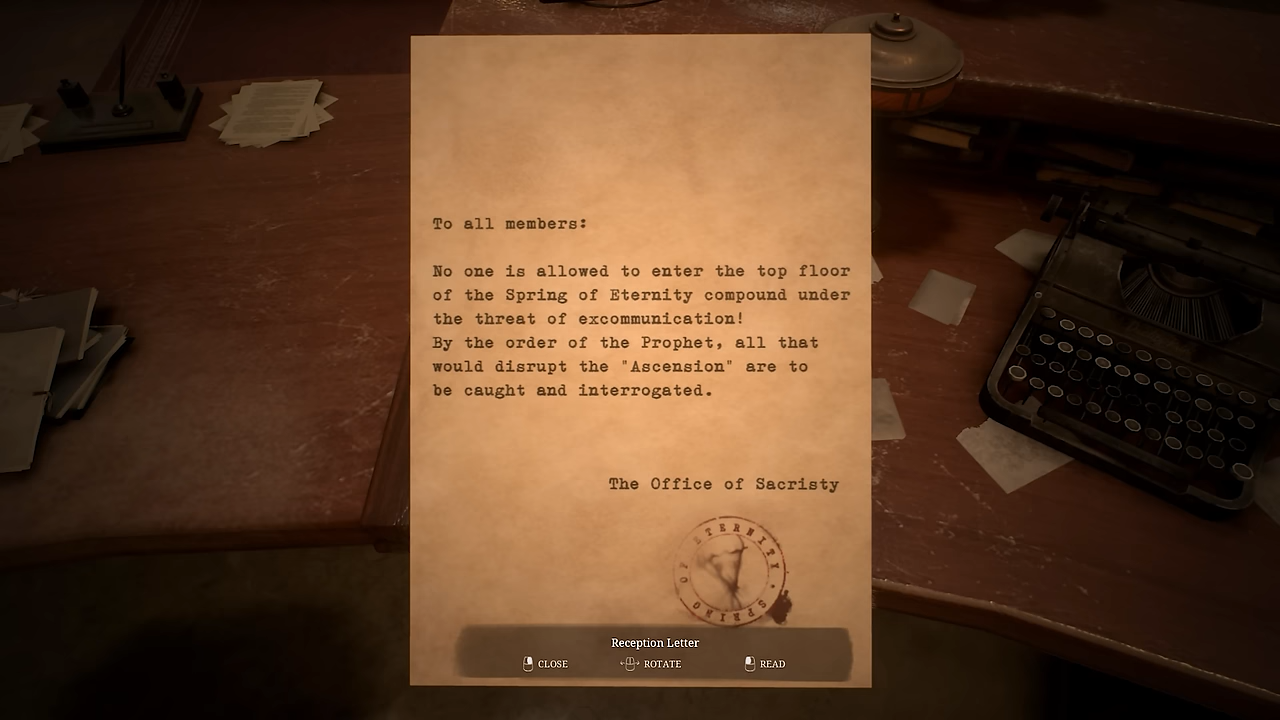 To all members:
No one is allowed to enter the top floor
of the Spring of Eternity compound under
the threat of excommunication!
By the order of the Prophet, all that
would disrupt the "Ascension" are to
be caught and interrogated.
The Office of Sacristy
SPRING OF ETERNITY
Reception Letter
CLOSE
ROTATE
READ